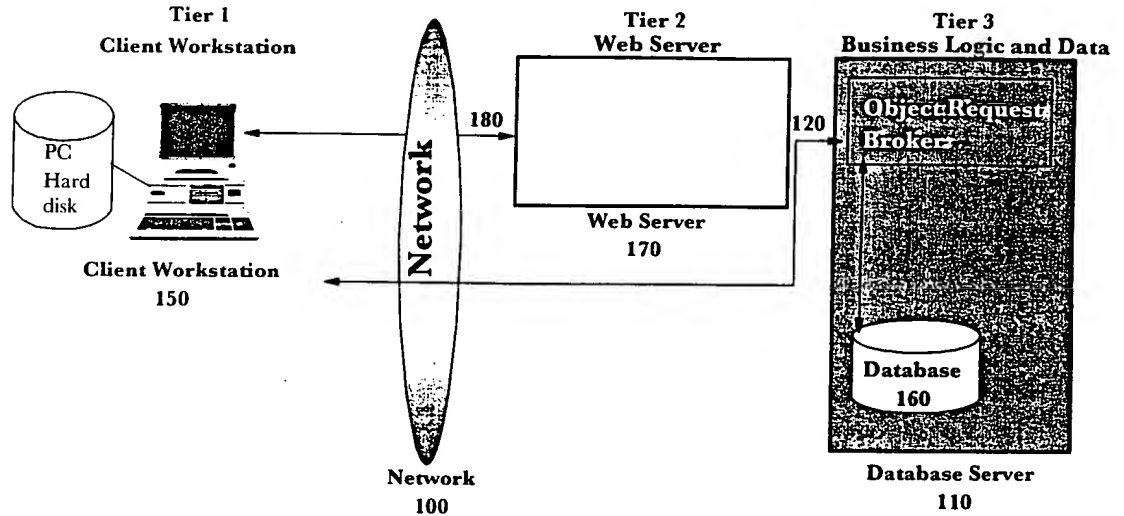 Tier 1
Client Workstation
Tier 2
Web Server
Tier 3
Business Logic and Data
PC
Hard
disk
Network
180
120
Object Request
Broker
Web Server
170
Client Workstation
150
Database
160
Network
100
Database Server
110